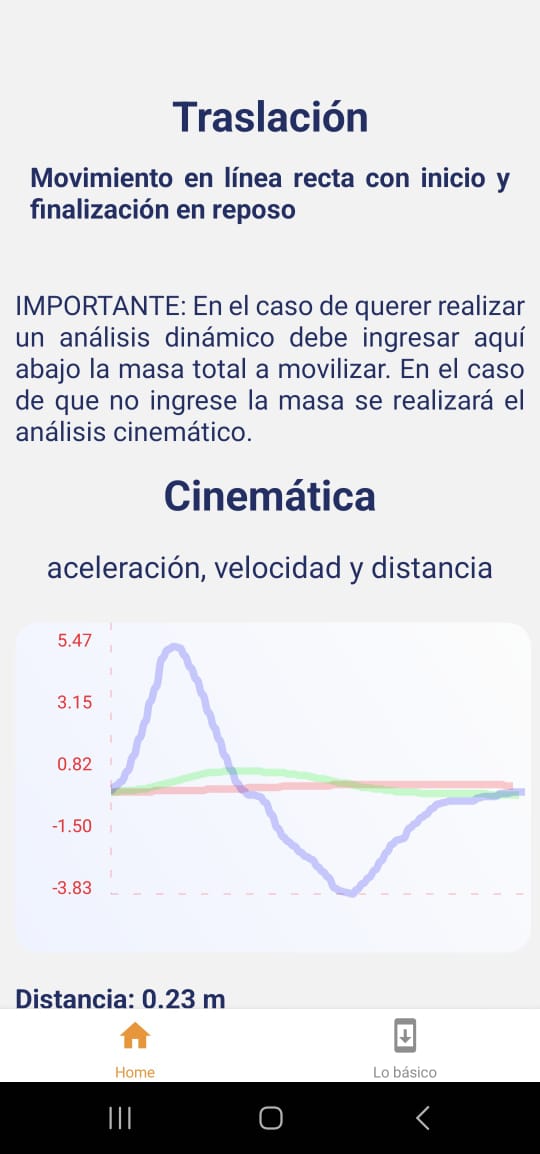 Traslación
Movimiento en línea recta con inicio y
finalización en reposo
IMPORTANTE: En el caso de querer realizar
un análisis dinámico debe ingresar aquí
abajo la masa total a movilizar. En el caso
de que no ingrese la masa se realizará el
análisis cinemático.
Cinemática
aceleración, velocidad y distancia
5.47
3.15
0.82
-1.50
-3.83
Distancia: 0.23 m
Home
Lo básico